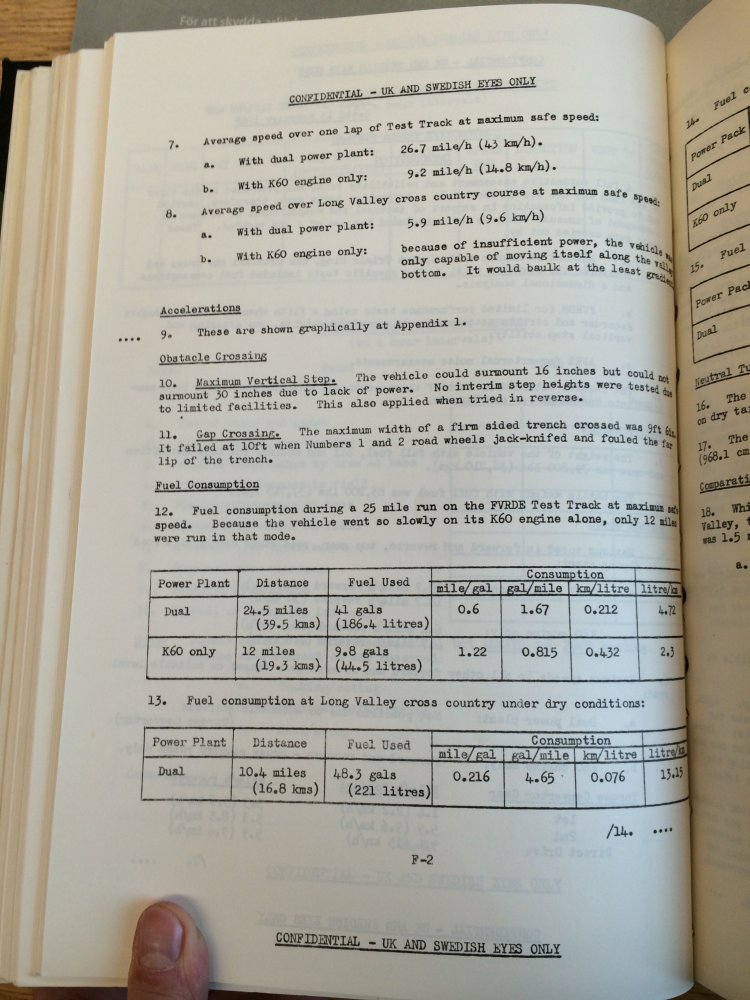 För att skydda
CONFIDENTIAL - UK AND SWEDISH EYES ONLY
7. Average speed over one lap of Test Track at maximum safe speed:
a. With dual power plant: 26.7 mile/h (43 km/h).
b. With K60 engine only: 9.2 mile/h (14.8 km/h).
8. Average speed over Long Valley cross country course at maximum safe speed:
a. With dual power plant: 5.9 mile/h (9.6 km/h)
b. With K60 engine only: because of insufficient power, the vehicle was
only capable of moving itself along the valley
bottom. It would baulk at the least gradient
Accelerations
.... 9. These are shown graphically at Appendix 1.
Obstacle Crossing
10. Maximum Vertical Step. The vehicle could surmount 16 inches but could not
surmount 30 inches due to lack of power. No interim step heights were tested due
to limited facilities. This also applied when tried in reverse.
11. Gap Crossing. The maximum width of a firm sided trench crossed was 9ft 6in.
It failed at 10ft when Numbers 1 and 2 road wheels jack-knifed and fouled the far
lip of the trench.
Fuel Consumption
12. Fuel consumption during a 25 mile run on the FVRDE Test Track at maximum safe
speed. Because the vehicle went so slowly on its K60 engine alone, only 12 miles
were run in that mode.
Power Plant Distance Fuel Used Consumption
mile/gal gal/mile km/litre litre/km
Dual 24.5 miles 41 gals 0.6 1.67 0.212 4.72
(39.5 kms) (186.4 litres)
K60 only 12 miles 9.8 gals 1.22 0.815 0.432 2.3
(19.3 kms) (44.5 litres)
13. Fuel consumption at Long Valley cross country under dry conditions:
Power Plant Distance Fuel Used Consumption
mile/gal gal/mile km/litre litre/km
Dual 10.4 miles 48.3 gals 0.216 4.65 0.076 13.15
(16.8 kms) (221 litres)
/14. ....
F-2
CONFIDENTIAL - UK AND SWEDISH EYES ONLY
14. Fuel
Power Pack
Dual
K60 only
15. Fuel
Power Pack
Dual
Neutral
16. The
on dry
17. The
(968.1 cm
18.
Valley,
was 1.5
a.